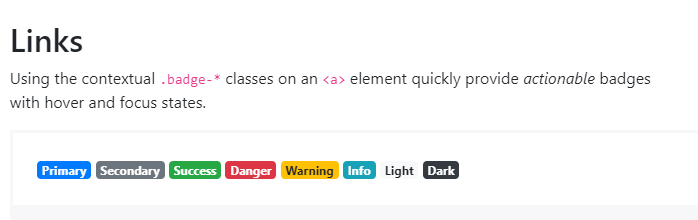 Links
Using the contextual .badge-* classes on an <a> element quickly provide actionable badges
with hover and focus states.
Primary Secondary Success Danger Warning Info Light Dark